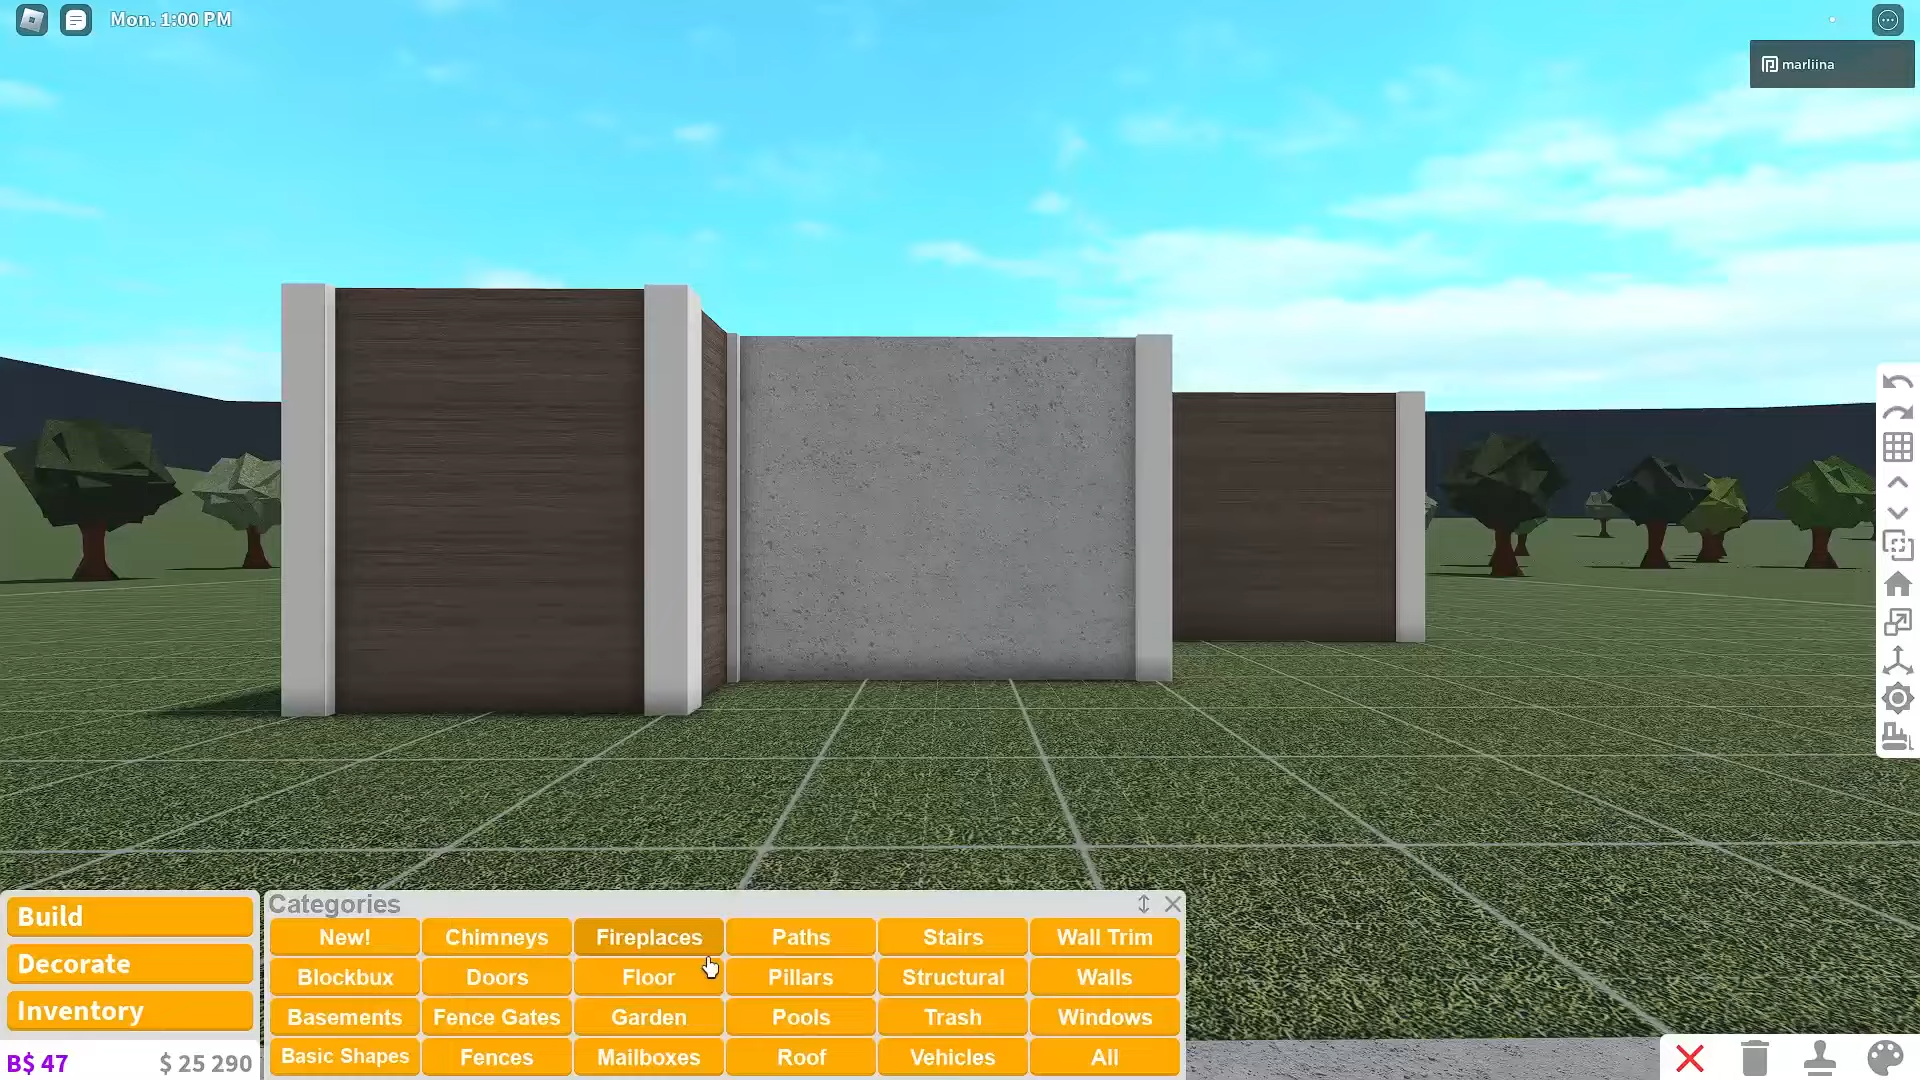 Mon. 1:00 PM
marliina
Build
Decorate
Inventory
B$ 47
$ 25 290
Categories
New!
Chimneys
Fireplaces
Paths
Stairs
Wall Trim
Blockbux
Doors
Floor
Pillars
Structural
Walls
Basements
Fence Gates
Garden
Pools
Trash
Windows
Basic Shapes
Fences
Mailboxes
Roof
Vehicles
All